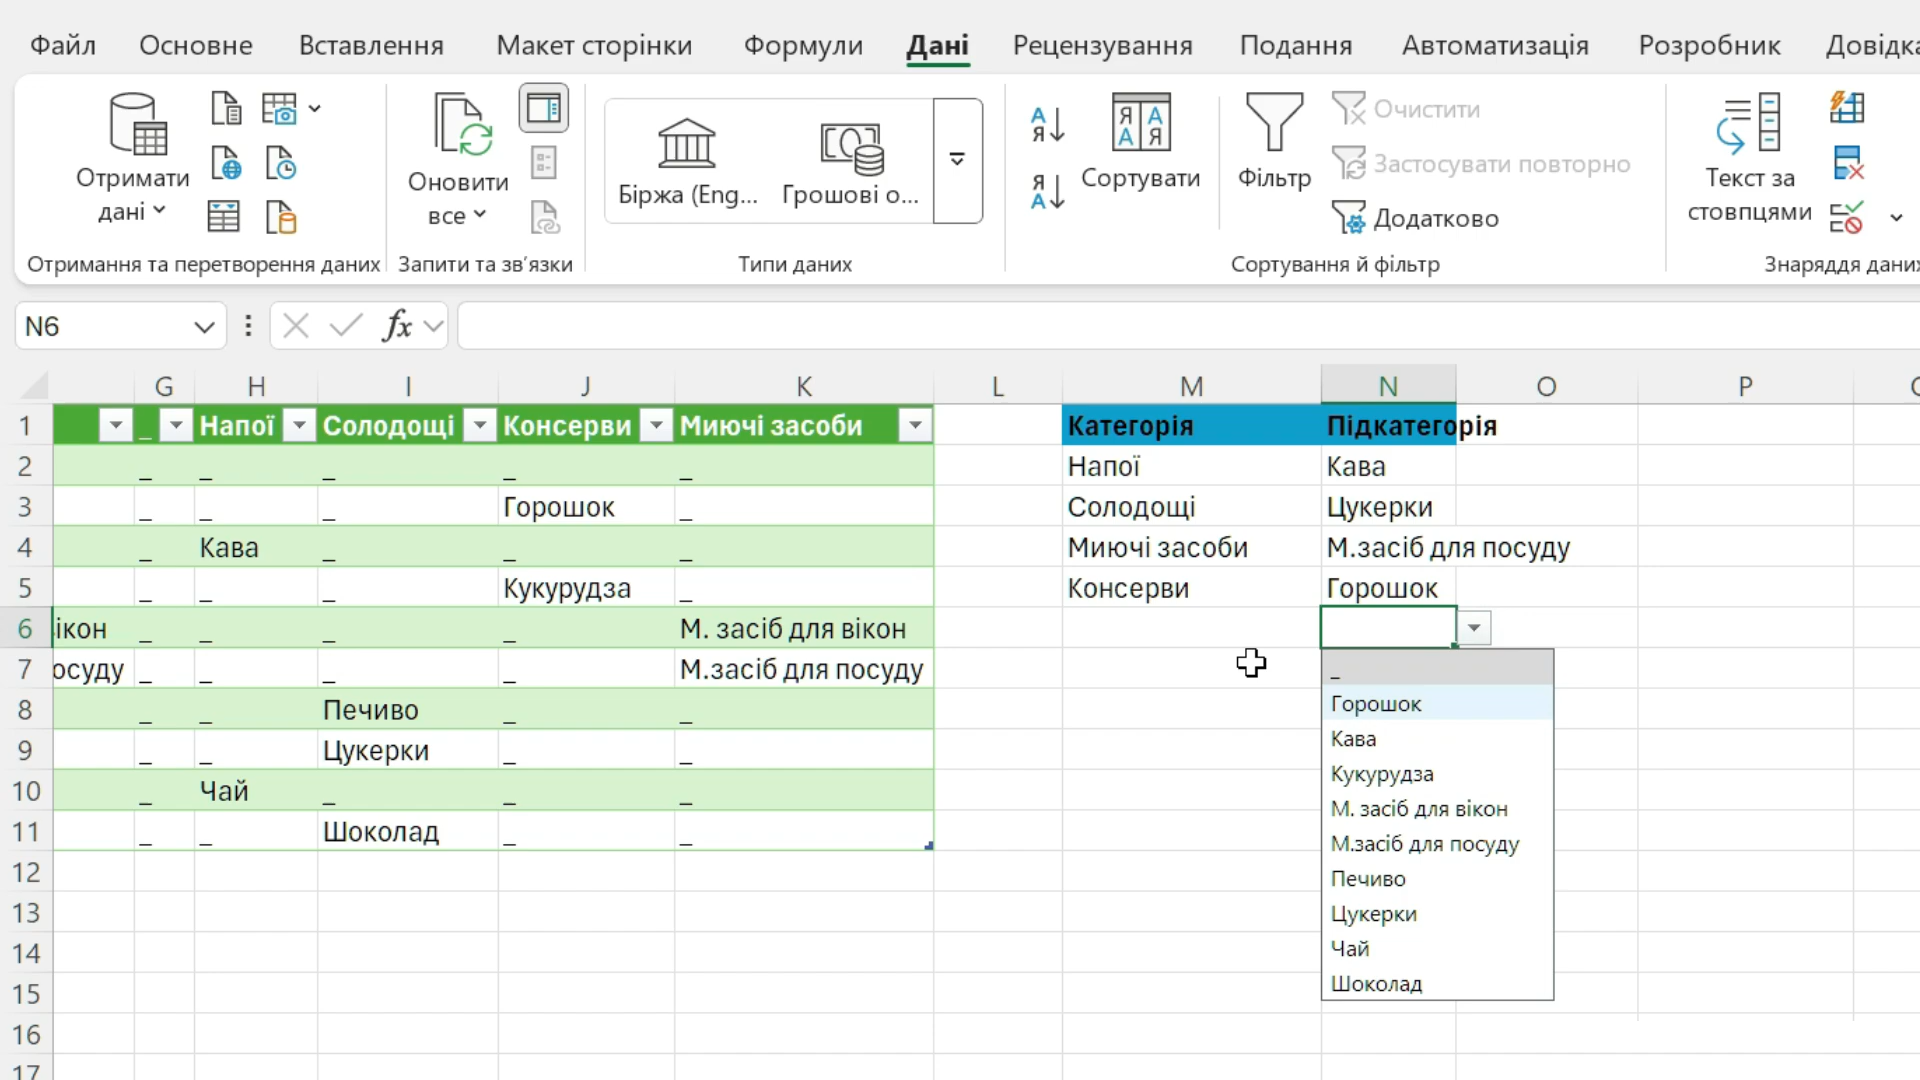 Файл Основне Вставлення Макет сторінки Формули Дані Рецензування Подання Автоматизація Розробник
Отримати дані
Оновити все
Біржа (Eng... Грошові о...
А Я
Я А
Я А А Я
Сортувати
Фільтр
Очистити
Застосувати повторно
Додатково
Текст за стовпцями
Отримання та перетворення даних Запити та зв’язки Типи даних Сортування й фільтр Знаряддя
N6 fx
G H I J K L M N O P
1 _ Напої Солодощі Консерви Миючі засоби Категорія Підкатегорія
2 _ _ _ _ _ Напої Кава
3 _ _ _ Горошок _ Солодощі Цукерки
4 _ Кава _ _ _ Миючі засоби М.засіб для посуду
5 _ _ _ Кукурудза _ Консерви Горошок
6 ікон _ _ _ _ М. засіб для вікон
7 осуду _ _ _ _ М.засіб для посуду
8 _ _ Печиво _ _
9 _ _ Цукерки _ _
10 _ Чай _ _ _
11 _ _ Шоколад _ _
12
13
14
15
16
17
_
Горошок
Кава
Кукурудза
М. засіб для вікон
М.засіб для посуду
Печиво
Цукерки
Чай
Шоколад